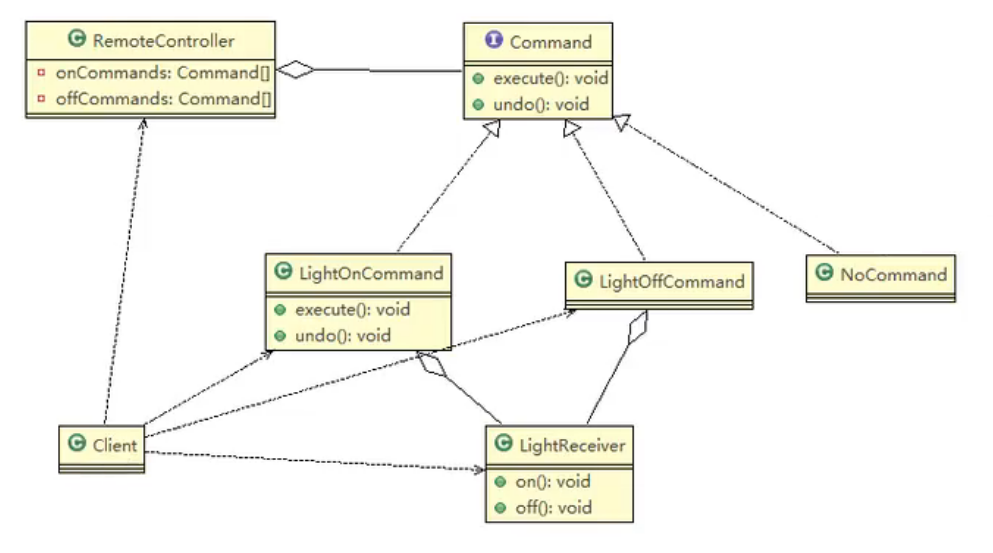 C RemoteController
onCommands: Command[]
offCommands: Command[]
I Command
execute(): void
undo(): void
C LightOnCommand
execute(): void
undo(): void
C LightOffCommand
C NoCommand
C Client
C LightReceiver
on(): void
off(): void